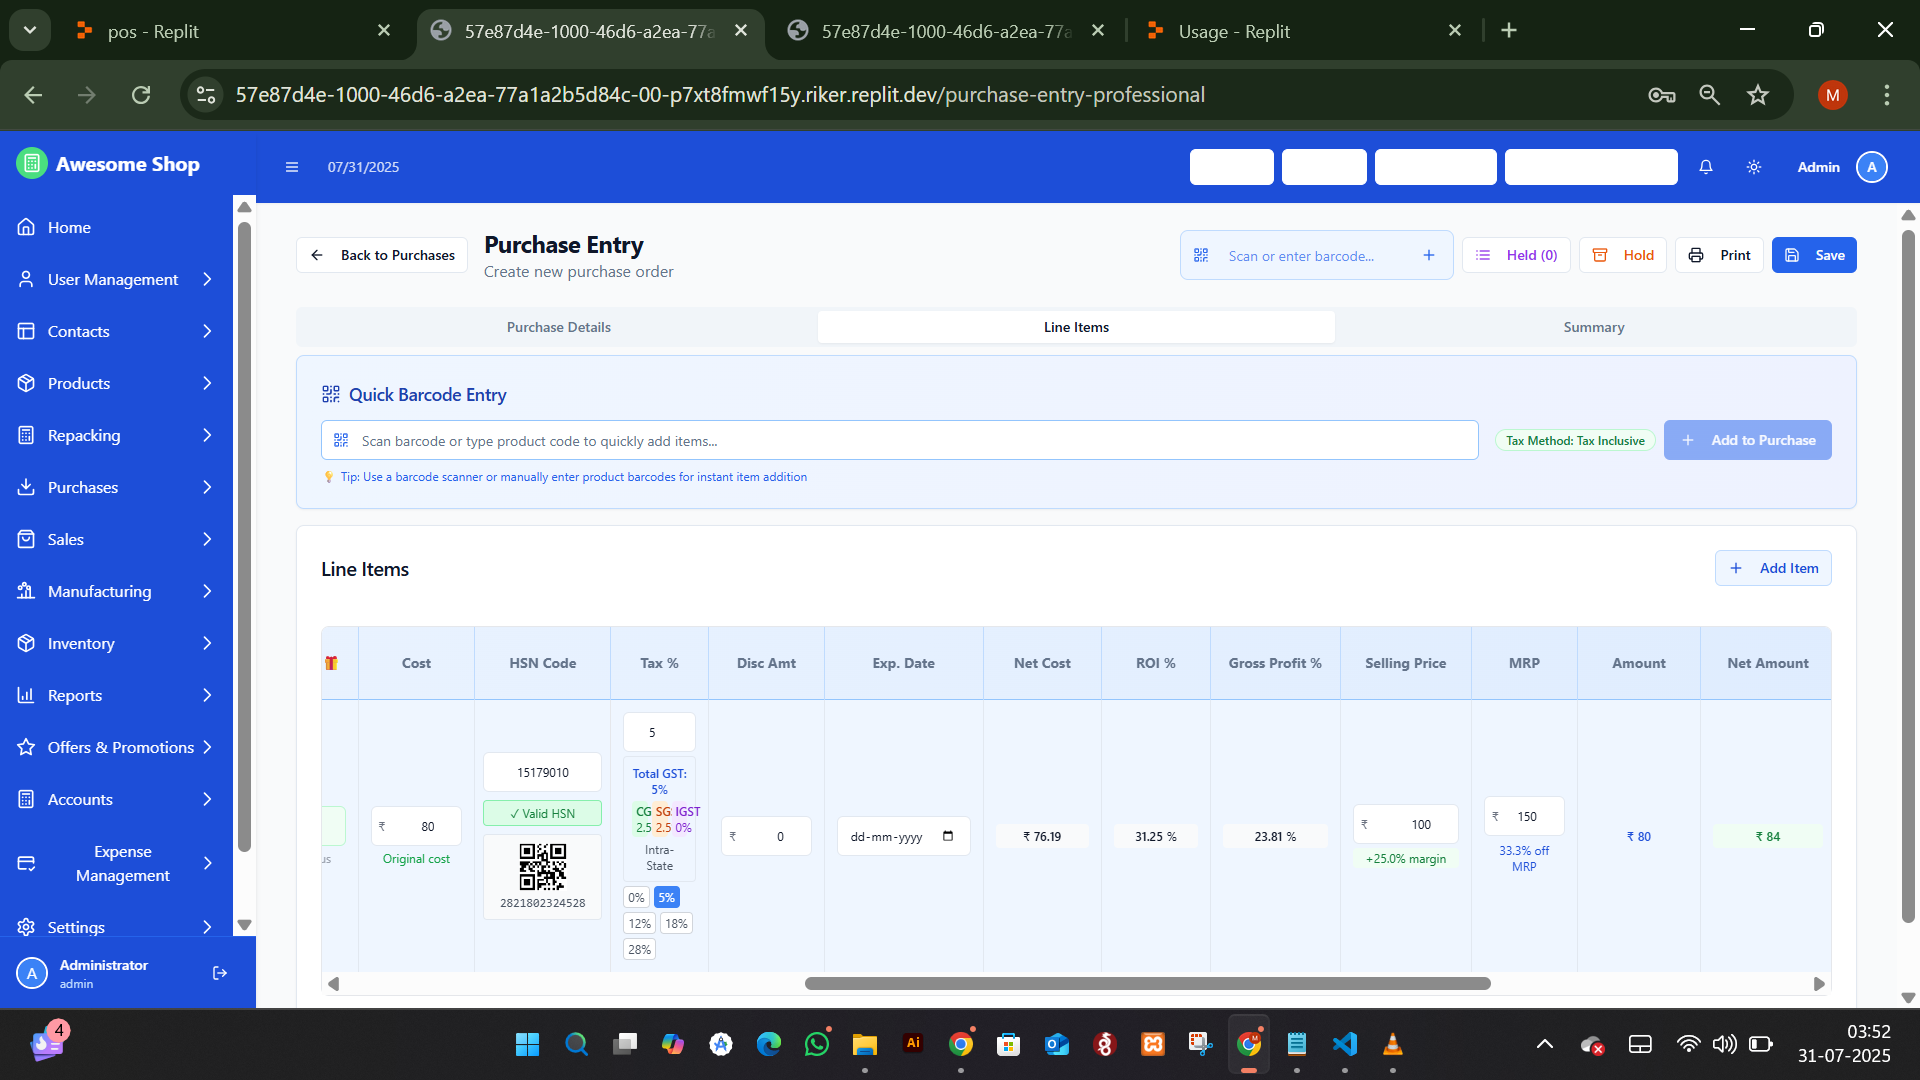 pos - Replit
57e87d4e-1000-46d6-a2ea-77a
57e87d4e-1000-46d6-a2ea-77a
Usage - Replit
57e87d4e-1000-46d6-a2ea-77a1a2b5d84c-00-p7xt8fmwf15y.riker.replit.dev/purchase-entry-professional
M
Awesome Shop
07/31/2025
Admin
A
Home
User Management
Contacts
Products
Repacking
Purchases
Sales
Manufacturing
Inventory
Reports
Offers & Promotions
Accounts
Expense
Management
Settings
A
Administrator
admin
Back to Purchases
Purchase Entry
Create new purchase order
Scan or enter barcode...
Held (0)
Hold
Print
Save
Purchase Details
Line Items
Summary
Quick Barcode Entry
Scan barcode or type product code to quickly add items...
Tax Method: Tax Inclusive
Add to Purchase
Tip: Use a barcode scanner or manually enter product barcodes for instant item addition
Line Items
Add Item
Cost
HSN Code
Tax %
Disc Amt
Exp. Date
Net Cost
ROI %
Gross Profit %
Selling Price
MRP
Amount
Net Amount
us
₹ 80
Original cost
15179010
✓ Valid HSN
2821802324528
5
Total GST:
5%
CG SG IGST
2.5 2.5 0%
Intra-
State
0% 5%
12% 18%
28%
₹ 0
dd-mm-yyyy
₹ 76.19
31.25 %
23.81 %
₹ 100
+25.0% margin
₹ 150
33.3% off
MRP
₹ 80
₹ 84
4
Ai
03:52
31-07-2025